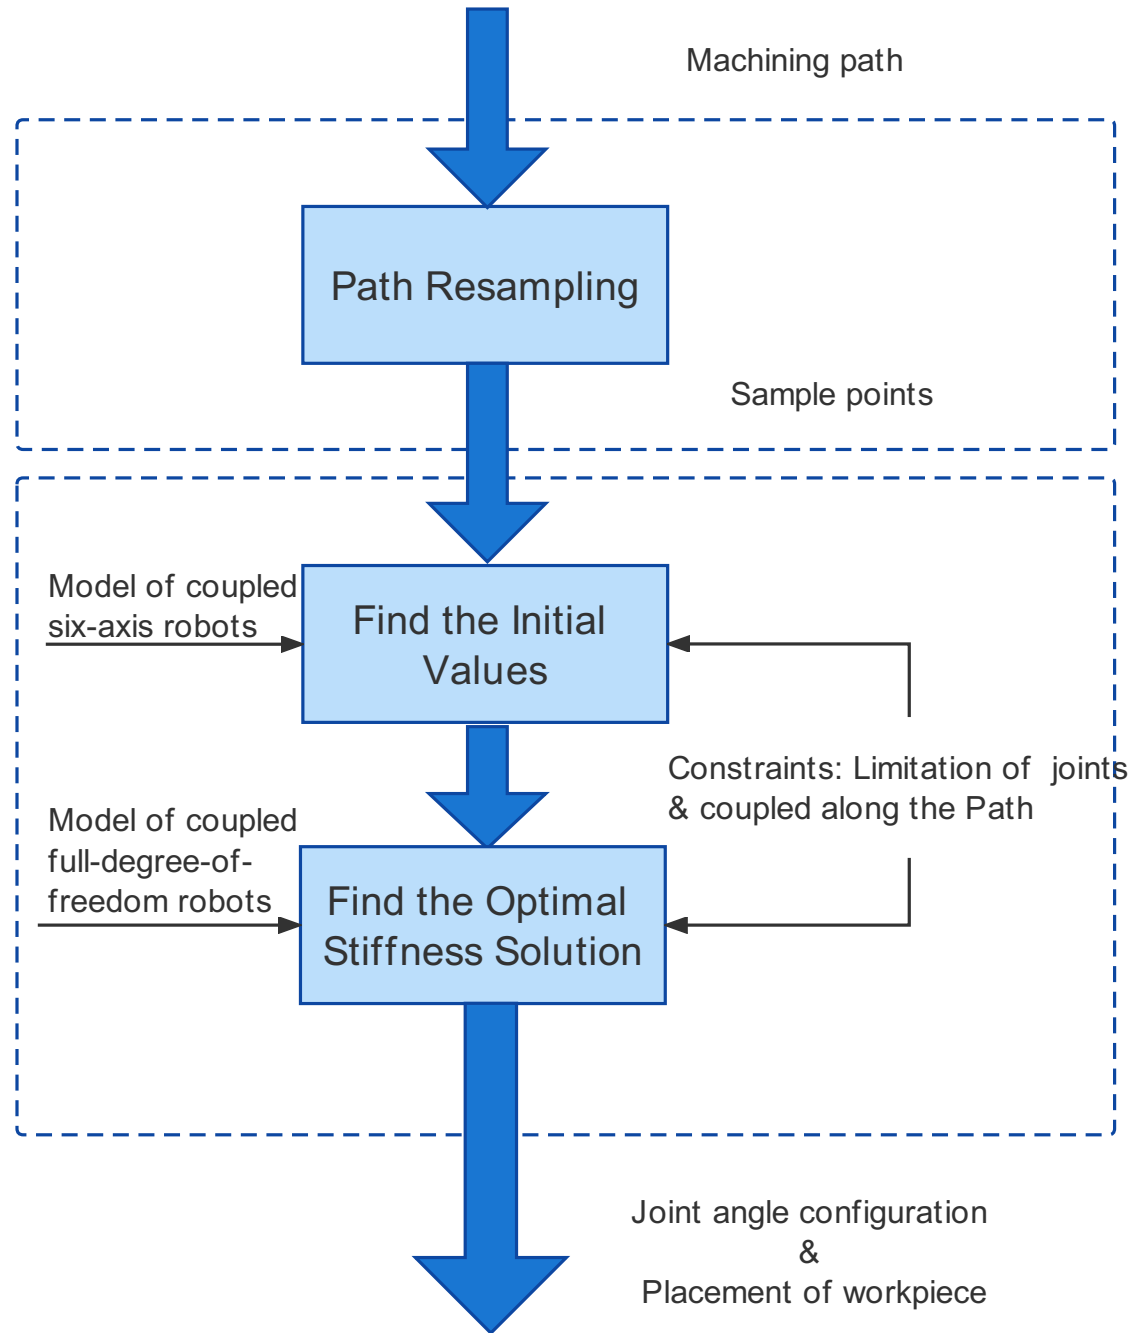 Machining path
Path Resampling
Sample points
Model of coupled
six-axis robots
Find the Initial
Values
Constraints: Limitation of joints
& coupled along the Path
Model of coupled
full-degree-of-
freedom robots
Find the Optimal
Stiffness Solution
Joint angle configuration
&
Placement of workpiece